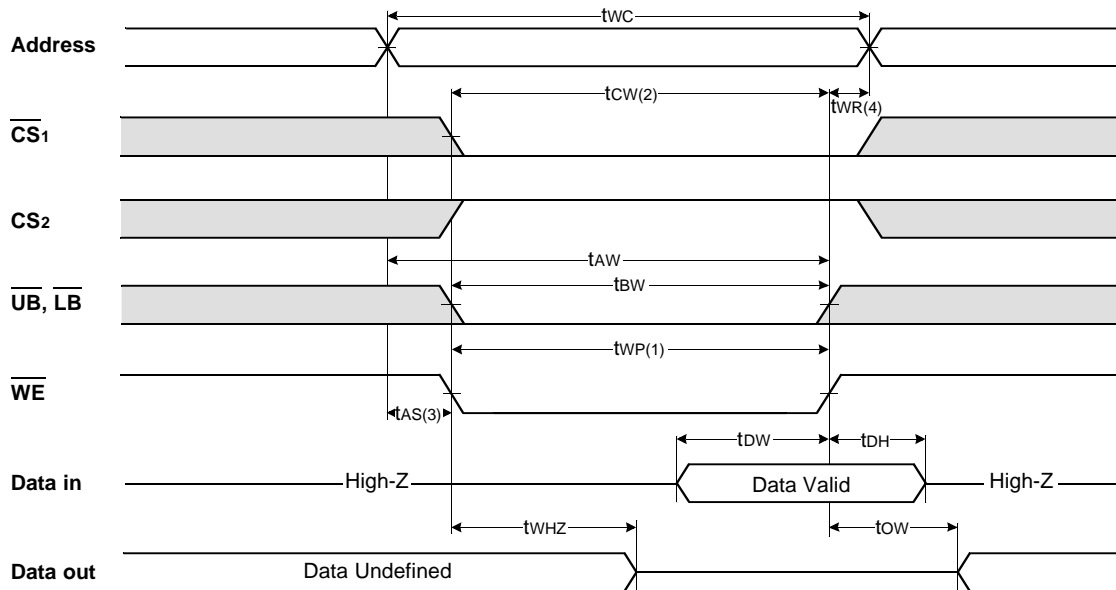 tWC
Address
tCW(2)
tWR(4)
CS1
CS2
tAW
tBW
UB, LB
tWP(1)
WE
tAS(3)
tDW
tDH
Data in
High-Z
Data Valid
High-Z
tWHZ
tOW
Data out
Data Undefined